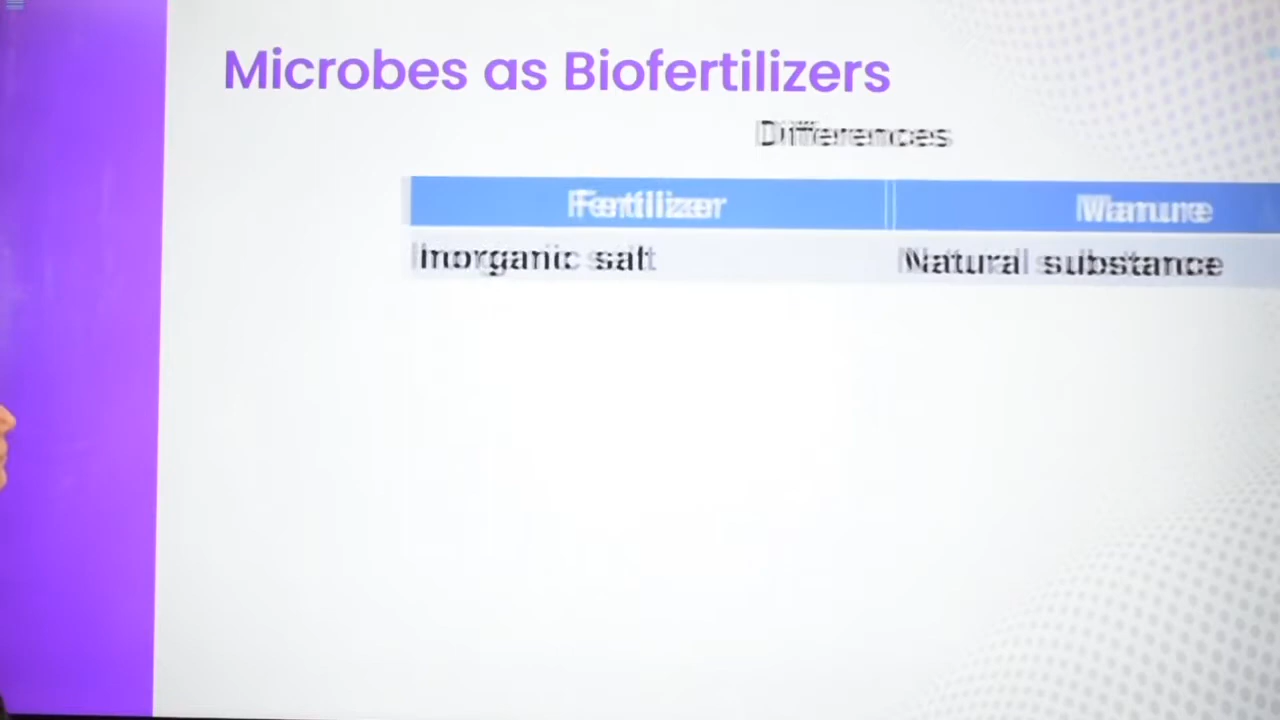 Microbes as Biofertilizers
Differences
Fertilizer Manure
Inorganic salt Natural substance